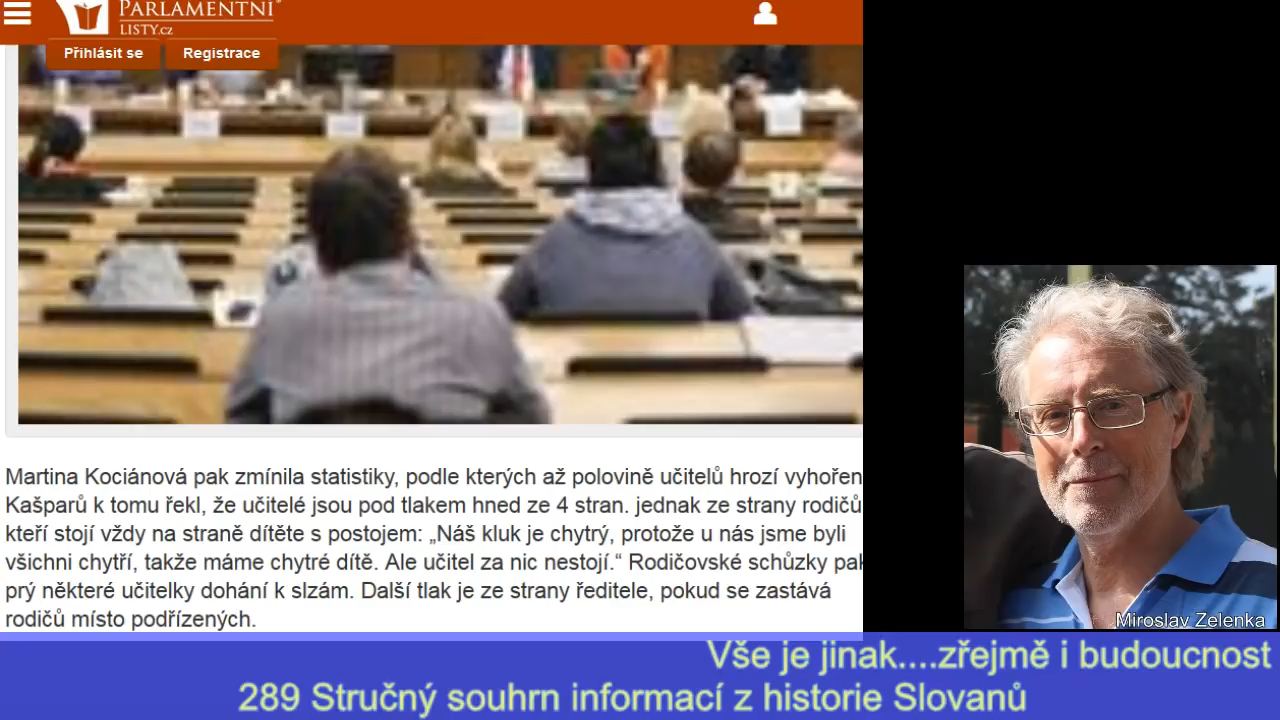 PARLAMENTNÍ
LISTY.cz
Přihlásit se
Registrace
Martina Kociánová pak zmínila statistiky, podle kterých až polovině učitelů hrozí vyhořen
Kašparů k tomu řekl, že učitelé jsou pod tlakem hned ze 4 stran. jednak ze strany rodičů
kteří stojí vždy na straně dítěte s postojem: „Náš kluk je chytrý, protože u nás jsme byli
všichni chytří, takže máme chytré dítě. Ale učitel za nic nestojí.“ Rodičovské schůzky pak
prý některé učitelky dohání k slzám. Další tlak je ze strany ředitele, pokud se zastává
rodičů místo podřízených.
Miroslav Zelenka
Vše je jinak....zřejmě i budoucnost
289 Stručný souhrn informací z historie Slovanů